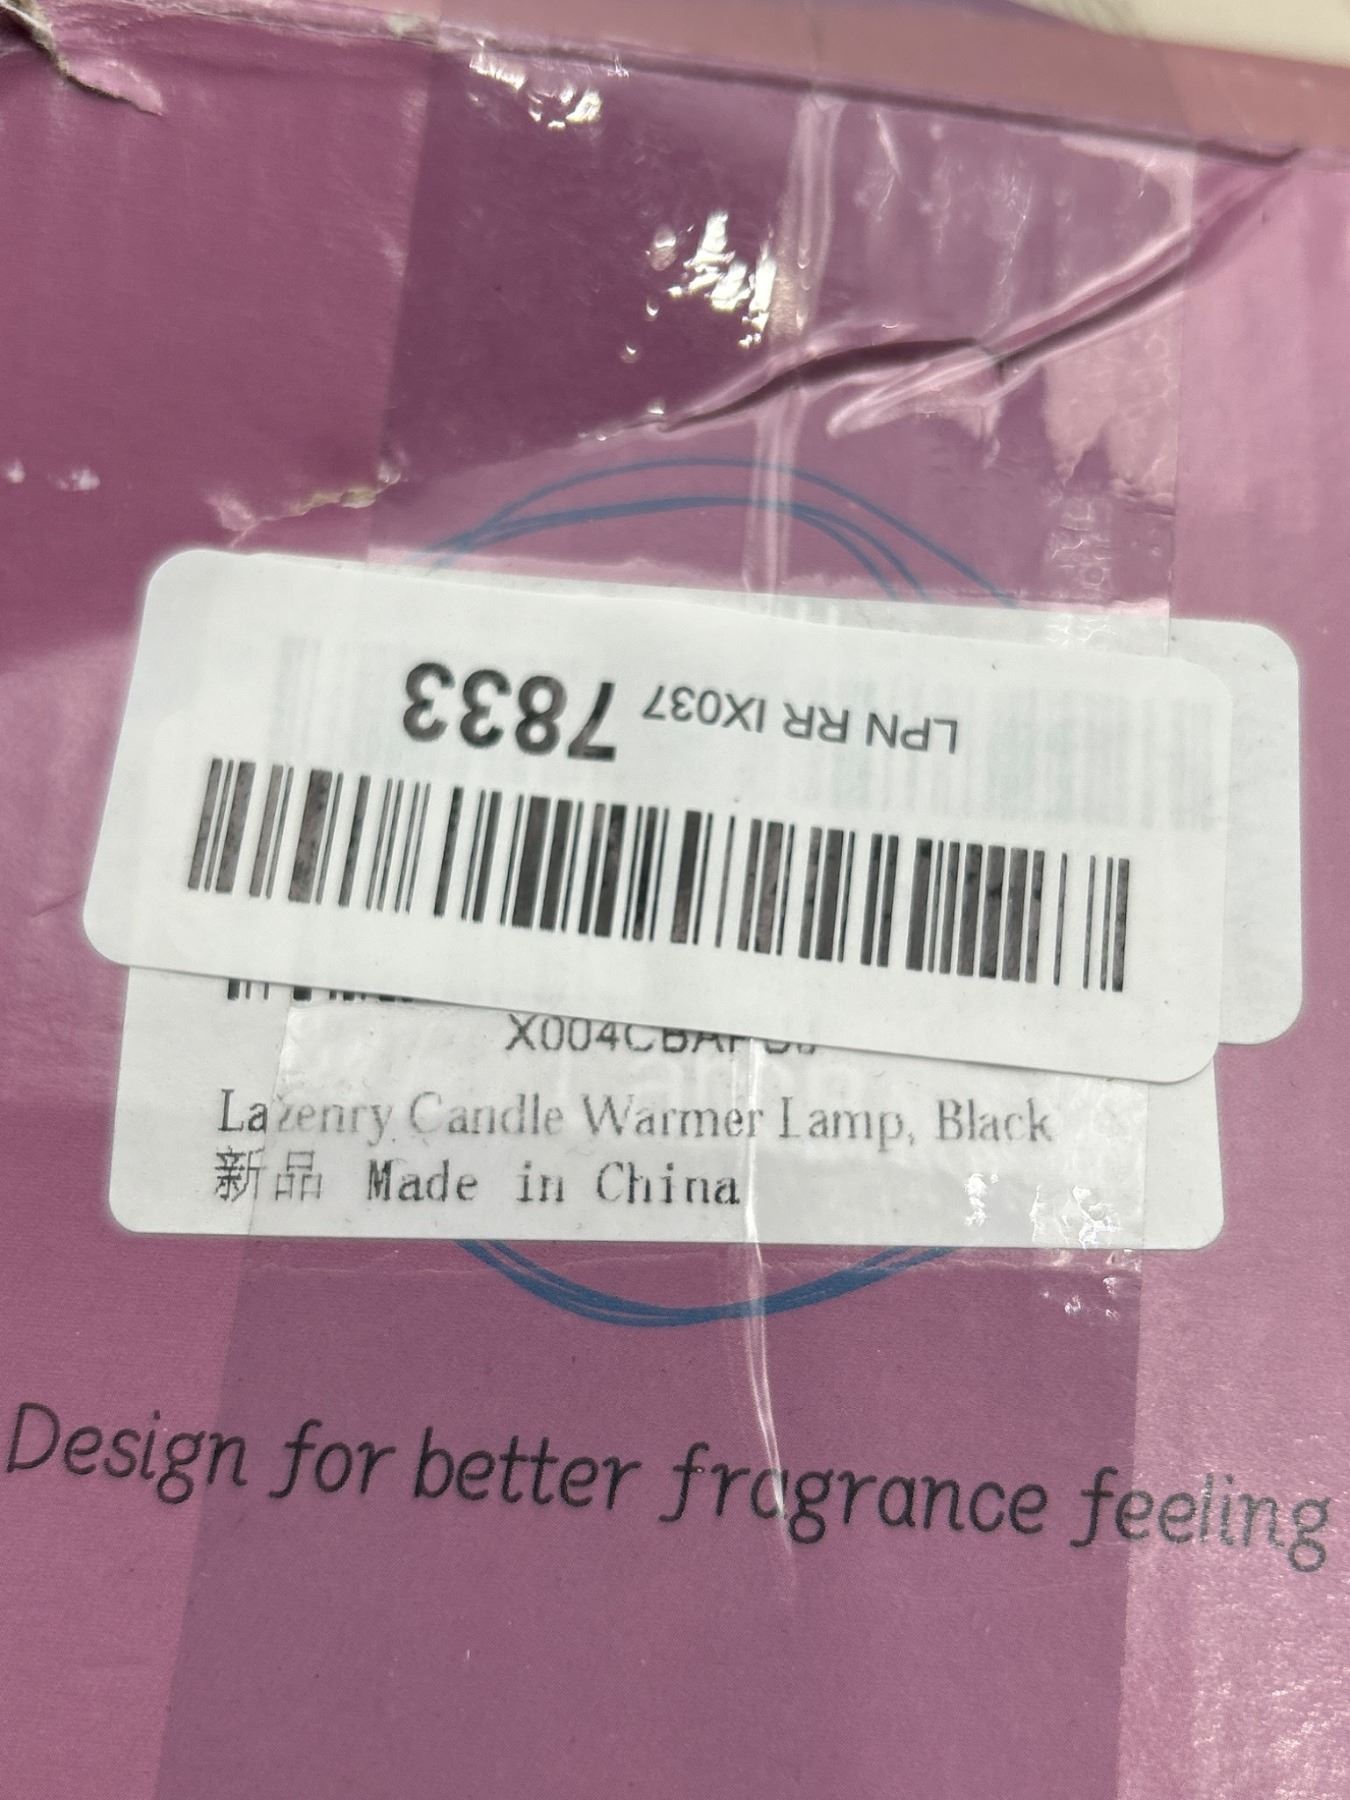 LPN RR IX037 7833
Lazenry Candle Warmer Lamp, Black
新品 Made in China
Design for better fragrance feeling